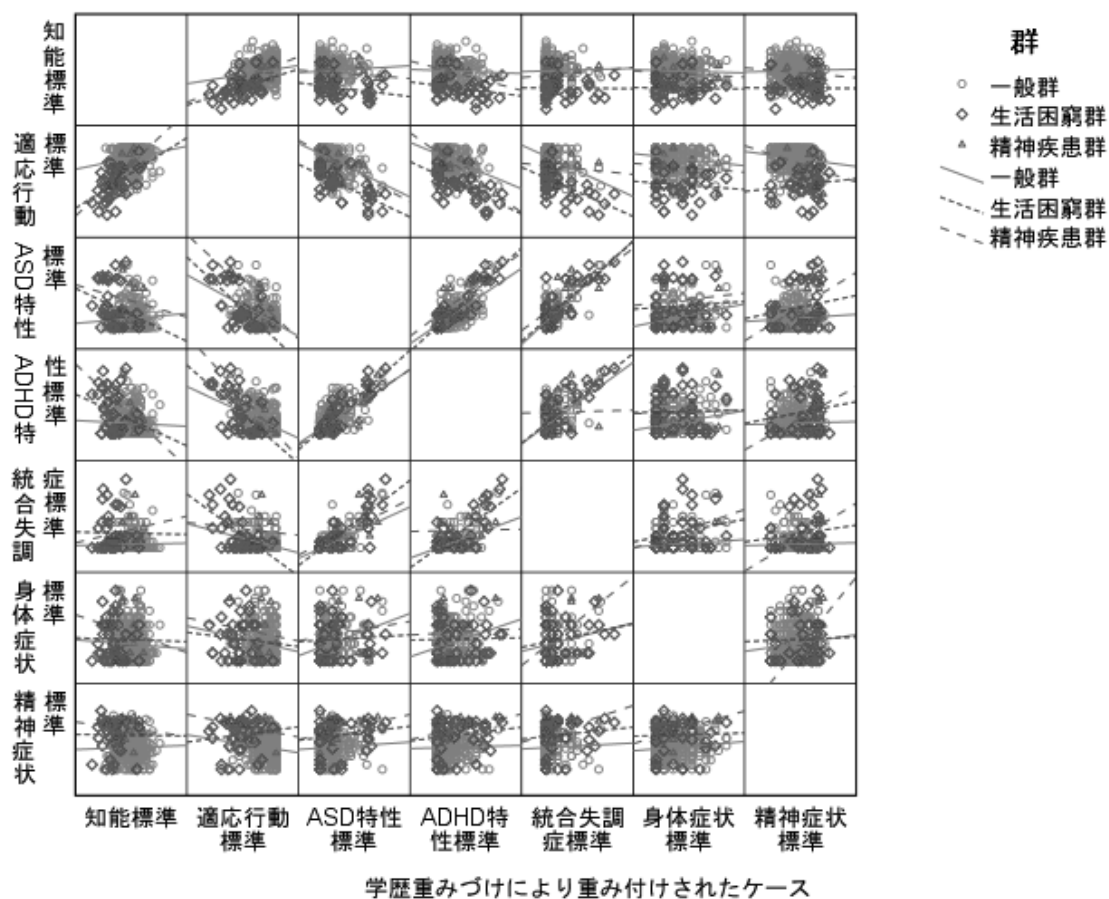 知能標準
適応行動
標準
ASD特性
標準
ADHD特
性標準
統合失調
症標準
身体症状
標準
精神症状
標準
知能標準
適応行動
標準
ASD特性
標準
ADHD特
性標準
統合失調
症標準
身体症状
標準
精神症状
標準
学歴重みづけにより重み付けされたケース
群
一般群
生活困窮群
精神疾患群
一般群
生活困窮群
精神疾患群